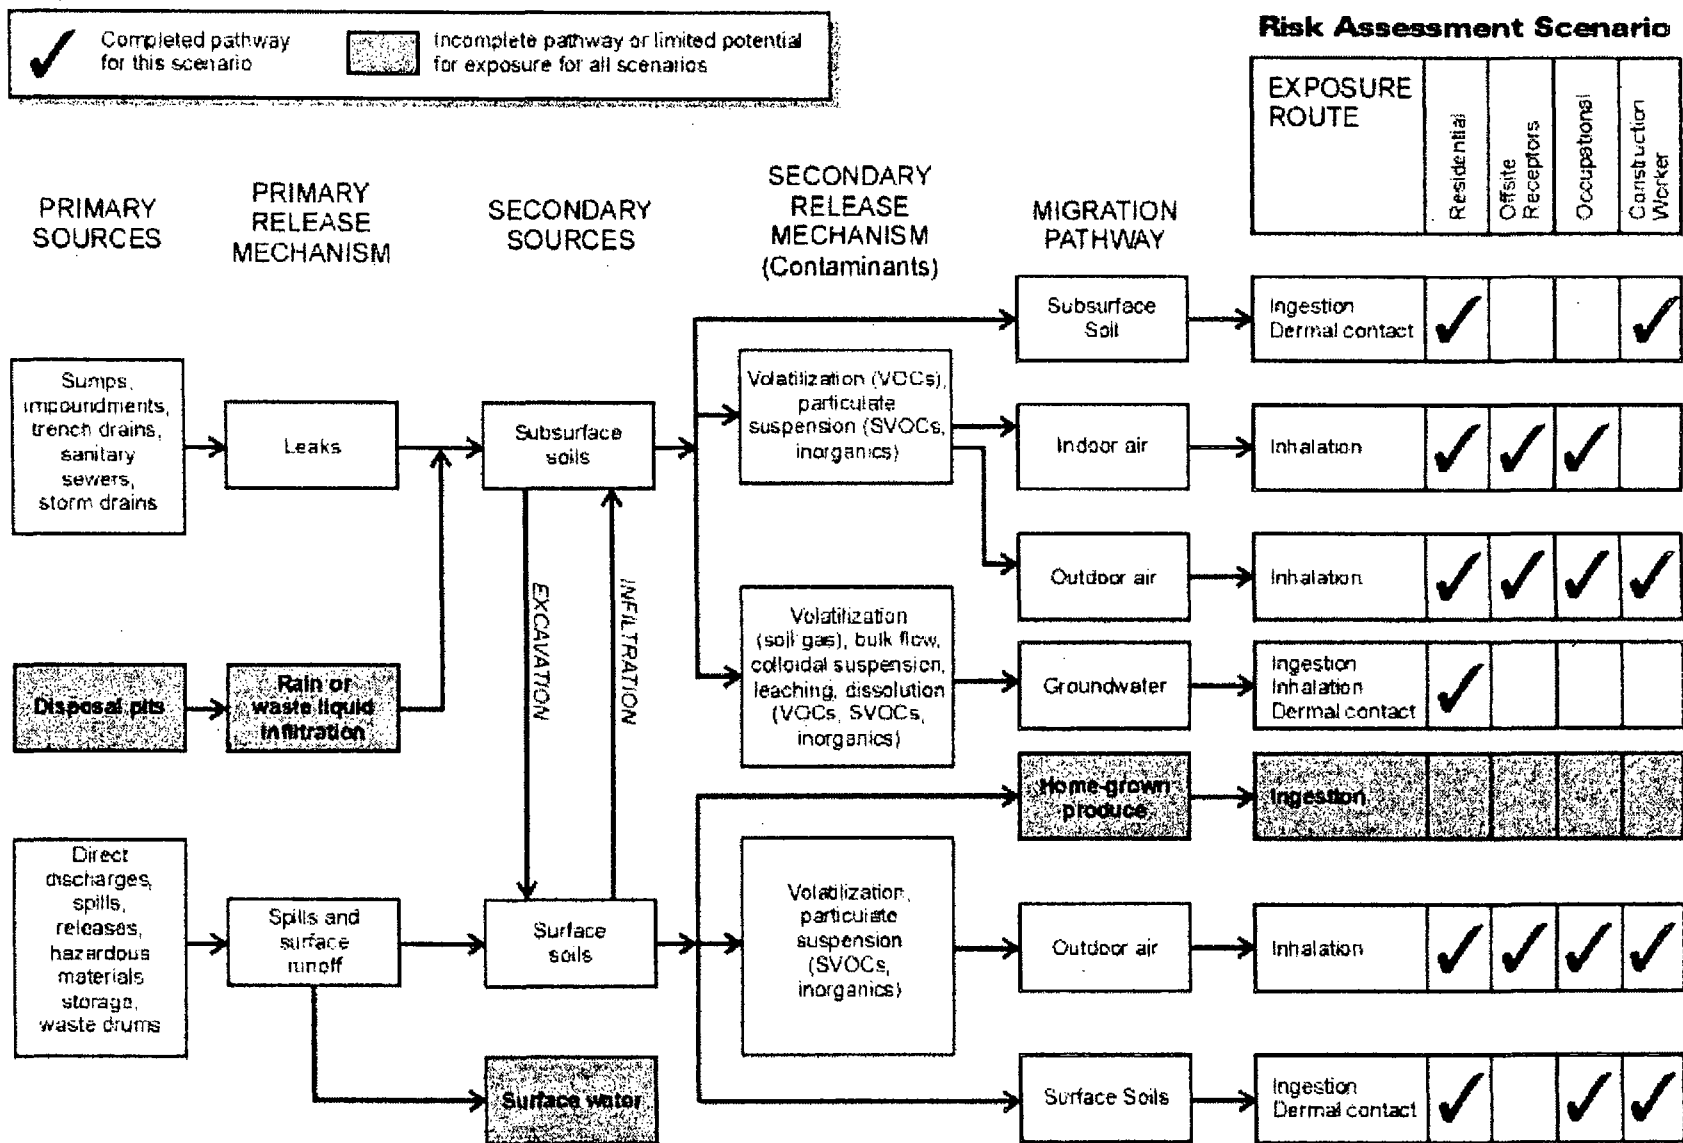 Completed pathway
for this scenario
Incomplete pathway or limited potential
for exposure for all scenarios
Risk Assessment Scenario
EXPOSURE
ROUTE
Residential
Offsite
Receptors
Occupational
Construction
Worker
PRIMARY
SOURCES
PRIMARY
RELEASE
MECHANISM
SECONDARY
SOURCES
SECONDARY
RELEASE
MECHANISM
(Contaminants)
MIGRATION
PATHWAY
Sumps,
impoundments,
trench drains,
sanitary
sewers,
storm drains
Leaks
Subsurface
soils
Volatilization (VOCs),
particulate
suspension (SVOCs,
inorganics)
Subsurface
Soil
Ingestion
Dermal contact
Indoor air
Inhalation
Outdoor air
Inhalation
EXCAVATION
INFILTRATION
Volatilization
(soil gas), bulk flow,
colloidal suspension,
leaching, dissolution
(VOCs, SVOCs,
inorganics)
Groundwater
Ingestion
Inhalation
Dermal contact
Disposal pits
Rain or
waste liquid
infiltration
Home-grown
produce
Ingestion
Direct
discharges,
spills,
releases,
hazardous
materials
storage,
waste drums
Spills and
surface
runoff
Surface
soils
Volatilization,
particulate
suspension
(SVOCs,
inorganics)
Outdoor air
Inhalation
Surface water
Surface Soils
Ingestion
Dermal contact